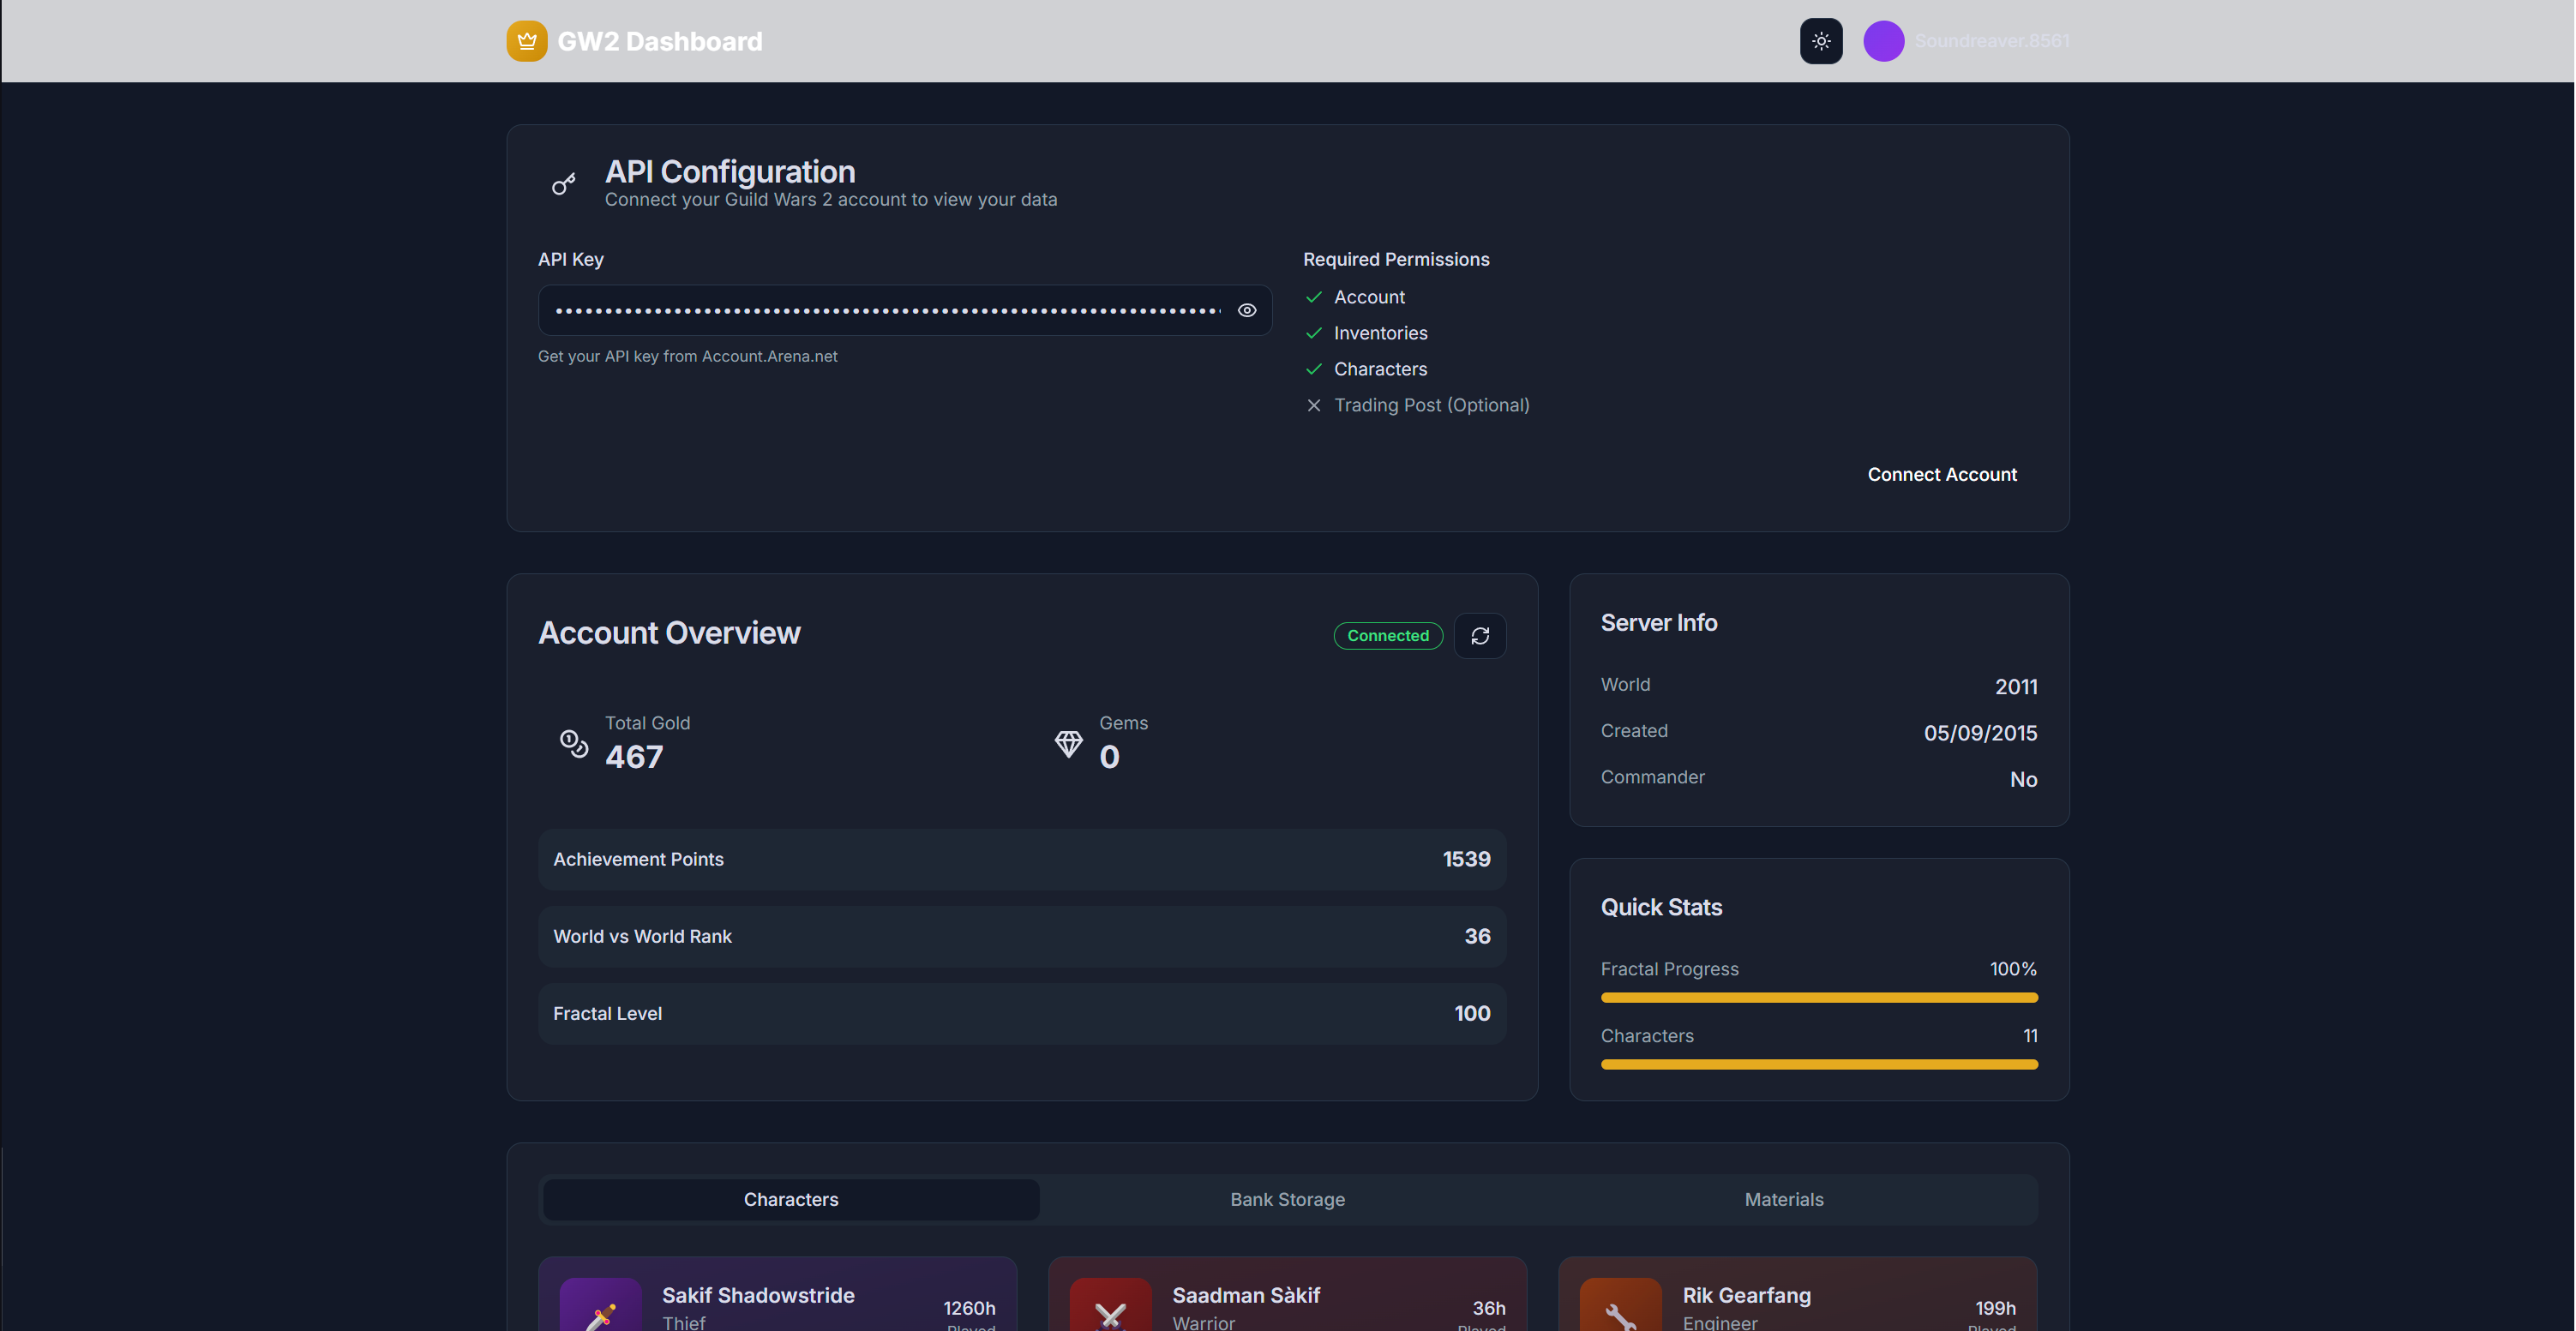 GW2 Dashboard
Soundreaver.8561
API Configuration
Connect your Guild Wars 2 account to view your data
API Key
••••••••••••••••••••••••••••••••••••••••••••••••••••••••••••••••••••
Get your API key from Account.Arena.net
Required Permissions
Account
Inventories
Characters
Trading Post (Optional)
Connect Account
Account Overview
Connected
Total Gold
467
Gems
0
Achievement Points 1539
World vs World Rank 36
Fractal Level 100
Server Info
World 2011
Created 05/09/2015
Commander No
Quick Stats
Fractal Progress 100%
Characters 11
Characters Bank Storage Materials
Sakif Shadowstride
Thief
1260h
Played
Saadman Sàkif
Warrior
36h
Played
Rik Gearfang
Engineer
199h
Played